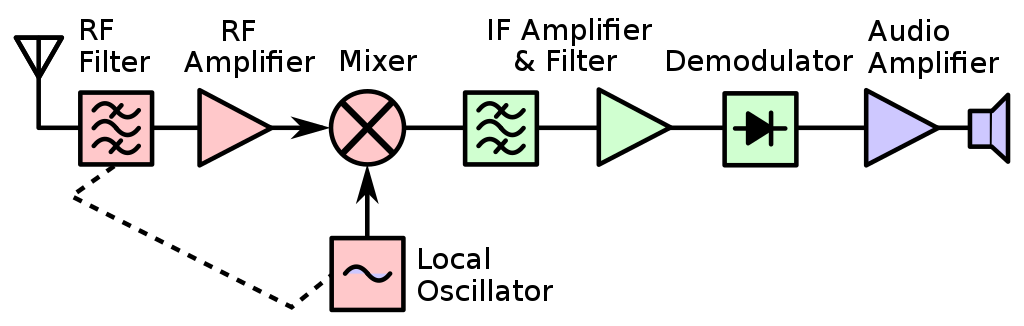 RF
Filter
RF
Amplifier
Mixer
IF Amplifier
& Filter
Demodulator
Audio
Amplifier
Local
Oscillator